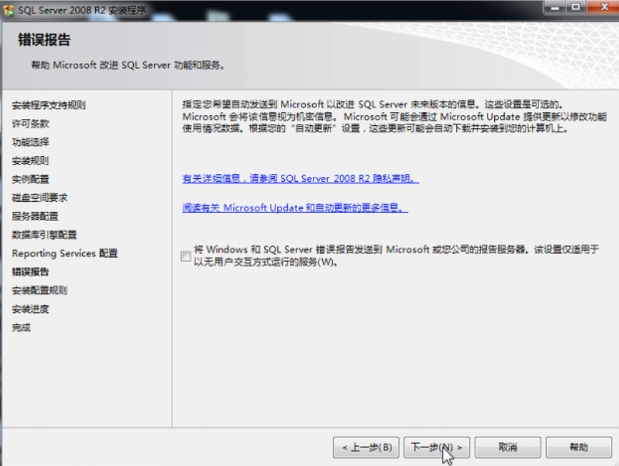 SQL Server 2008 R2 安装程序
错误报告
帮助 Microsoft 改进 SQL Server 功能和服务。
安装程序支持规则
许可条款
功能选择
安装规则
实例配置
磁盘空间要求
服务器配置
数据库引擎配置
Reporting Services 配置
错误报告
安装配置规则
安装进度
完成
指定您希望自动发送到 Microsoft 以改进 SQL Server 未来版本的信息。这些设置是可选的。
Microsoft 会将该信息视为机密信息。Microsoft 可能会通过 Microsoft Update 提供更新以修改功能
使用情况数据。根据您的“自动更新”设置，这些更新可能会自动下载并安装到您的计算机上。
有关详细信息，请参阅 SQL Server 2008 R2 隐私声明。
阅读有关 Microsoft Update 和自动更新的更多信息。
将 Windows 和 SQL Server 错误报告发送到 Microsoft 或您公司的报告服务器。该设置仅适用于
以无用户交互方式运行的服务(W)。
< 上一步(B)
下一步(N) >
取消
帮助